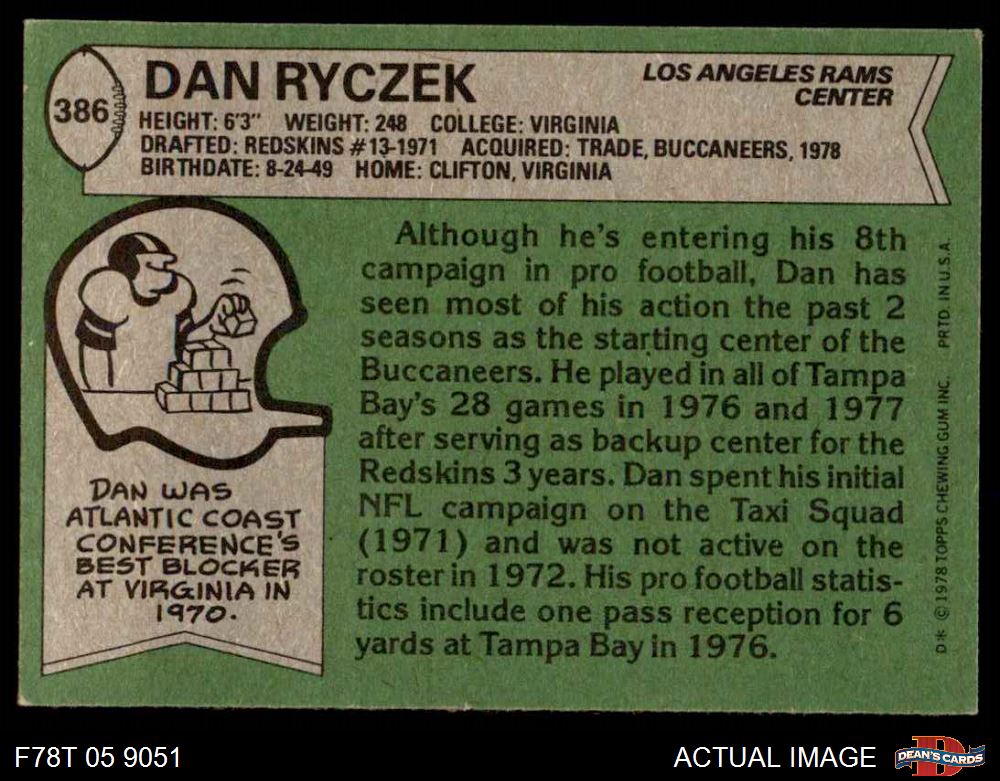 386
DAN RYCZEK
LOS ANGELES RAMS
CENTER
HEIGHT: 6'3" WEIGHT: 248 COLLEGE: VIRGINIA
DRAFTED: REDSKINS #13-1971 ACQUIRED: TRADE, BUCCANEERS, 1978
BIRTHDATE: 8-24-49 HOME: CLIFTON, VIRGINIA
DAN WAS
ATLANTIC COAST
CONFERENCE'S
BEST BLOCKER
AT VIRGINIA IN
1970.
Although he's entering his 8th
campaign in pro football, Dan has
seen most of his action the past 2
seasons as the starting center of the
Buccaneers. He played in all of Tampa
Bay's 28 games in 1976 and 1977
after serving as backup center for the
Redskins 3 years. Dan spent his initial
NFL campaign on the Taxi Squad
(1971) and was not active on the
roster in 1972. His pro football statis-
tics include one pass reception for 6
yards at Tampa Bay in 1976.
D* © 1978 TOPPS CHEWING GUM INC. PRTD. IN U.S.A.
F78T 05 9051
ACTUAL IMAGE
D
DEAN'S CARDS